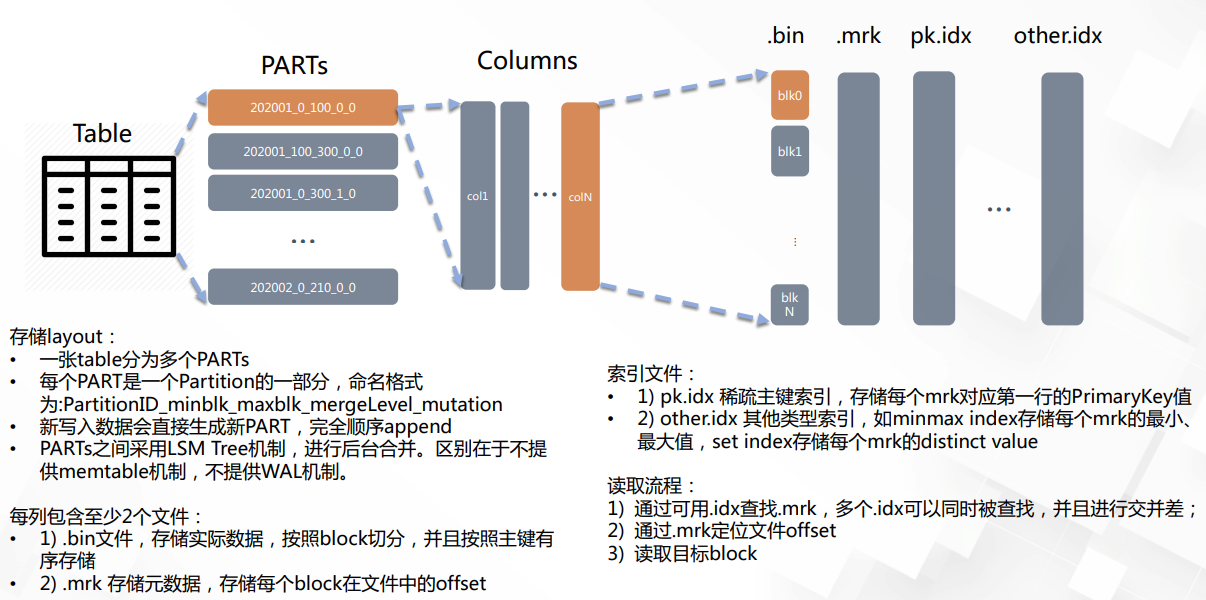 Table
PARTs
202001_0_100_0_0
202001_100_300_0_0
202001_0_300_1_0
...
202002_0_210_0_0
Columns
col1
...
colN
.bin
.mrk
pk.idx
other.idx
blk0
blk1
...
blk
N
...
存储layout：
• 一张table分为多个PARTs
• 每个PART是一个Partition的一部分，命名格式
为:PartitionID_minblk_maxblk_mergeLevel_mutation
• 新写入数据会直接生成新PART，完全顺序append
• PARTs之间采用LSM Tree机制，进行后台合并。区别在于不提
供memtable机制，不提供WAL机制。
每列包含至少2个文件：
• 1) .bin文件，存储实际数据，按照block切分，并且按照主键有
序存储
• 2) .mrk 存储元数据，存储每个block在文件中的offset
索引文件：
• 1) pk.idx 稀疏主键索引，存储每个mrk对应第一行的PrimaryKey值
• 2) other.idx 其他类型索引，如minmax index存储每个mrk的最小、
最大值，set index存储每个mrk的distinct value
读取流程：
1) 通过可用.idx查找.mrk，多个.idx可以同时被查找，并且进行交并差；
2) 通过.mrk定位文件offset
3) 读取目标block